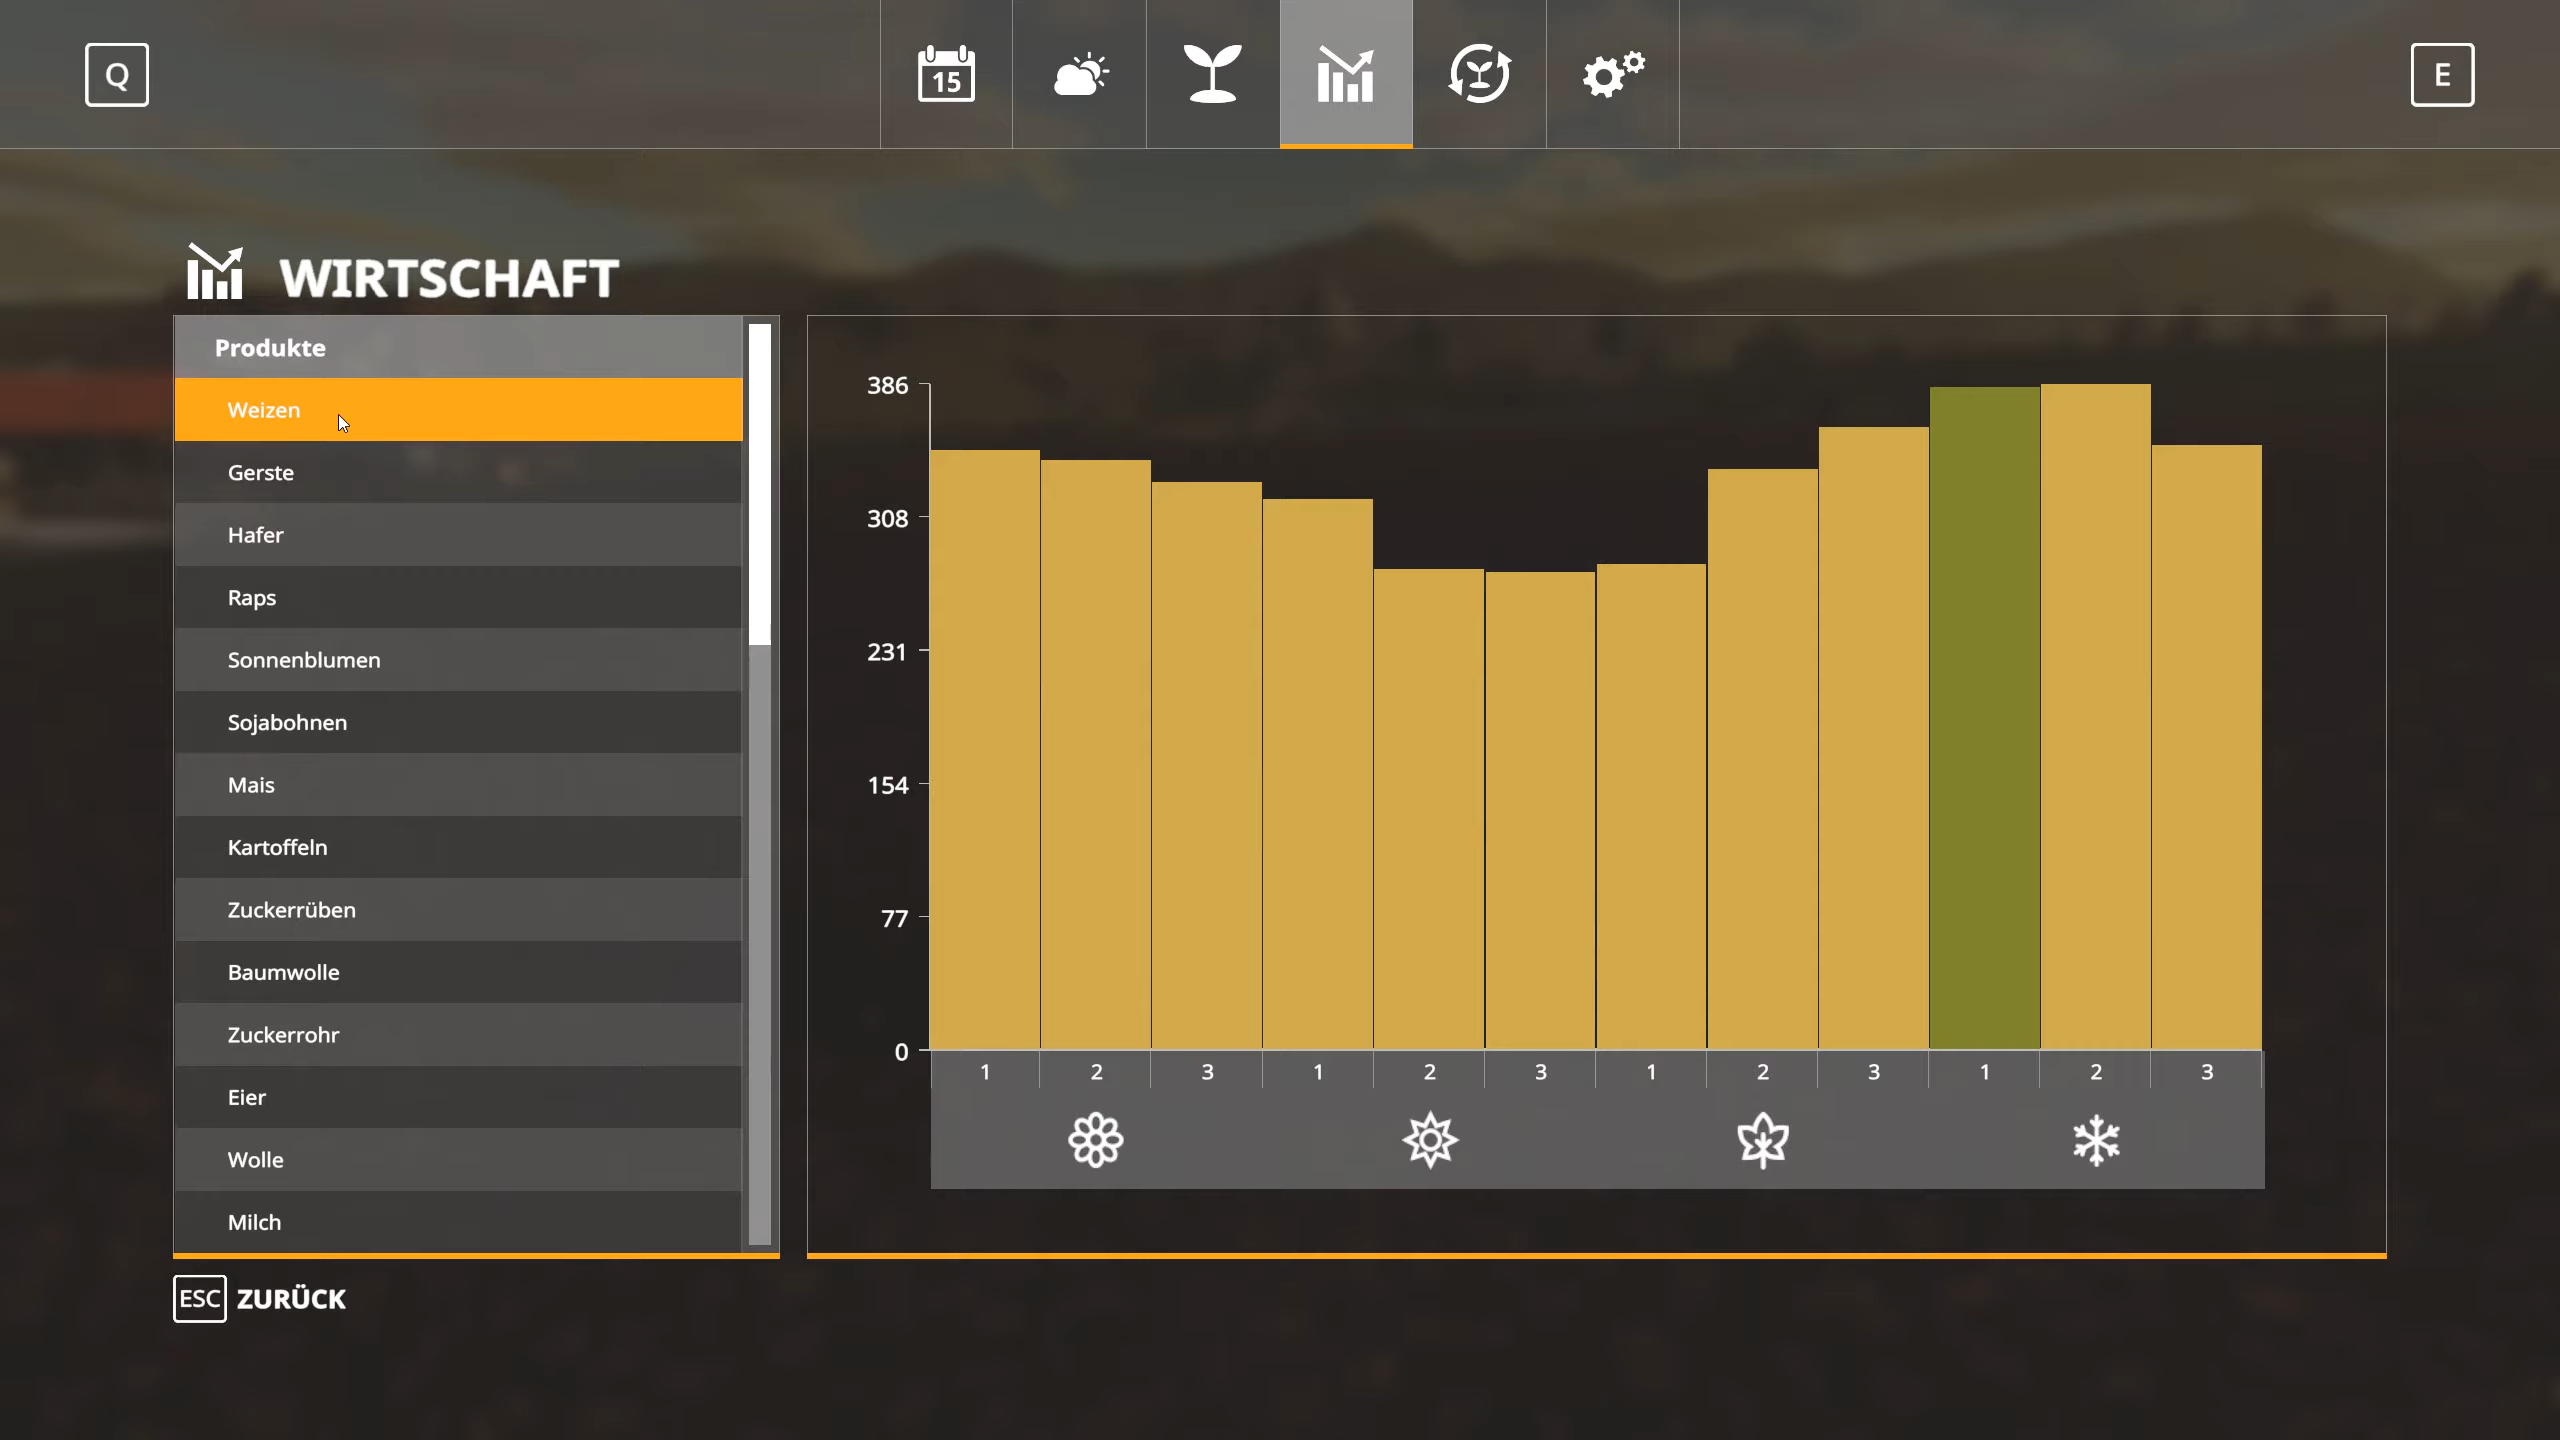 Q
15
E
WIRTSCHAFT
Produkte
Weizen
Gerste
Hafer
Raps
Sonnenblumen
Sojabohnen
Mais
Kartoffeln
Zuckerrüben
Baumwolle
Zuckerrohr
Eier
Wolle
Milch
386
308
231
154
77
0
1 2 3 1 2 3 1 2 3 1 2 3
ESC ZURÜCK